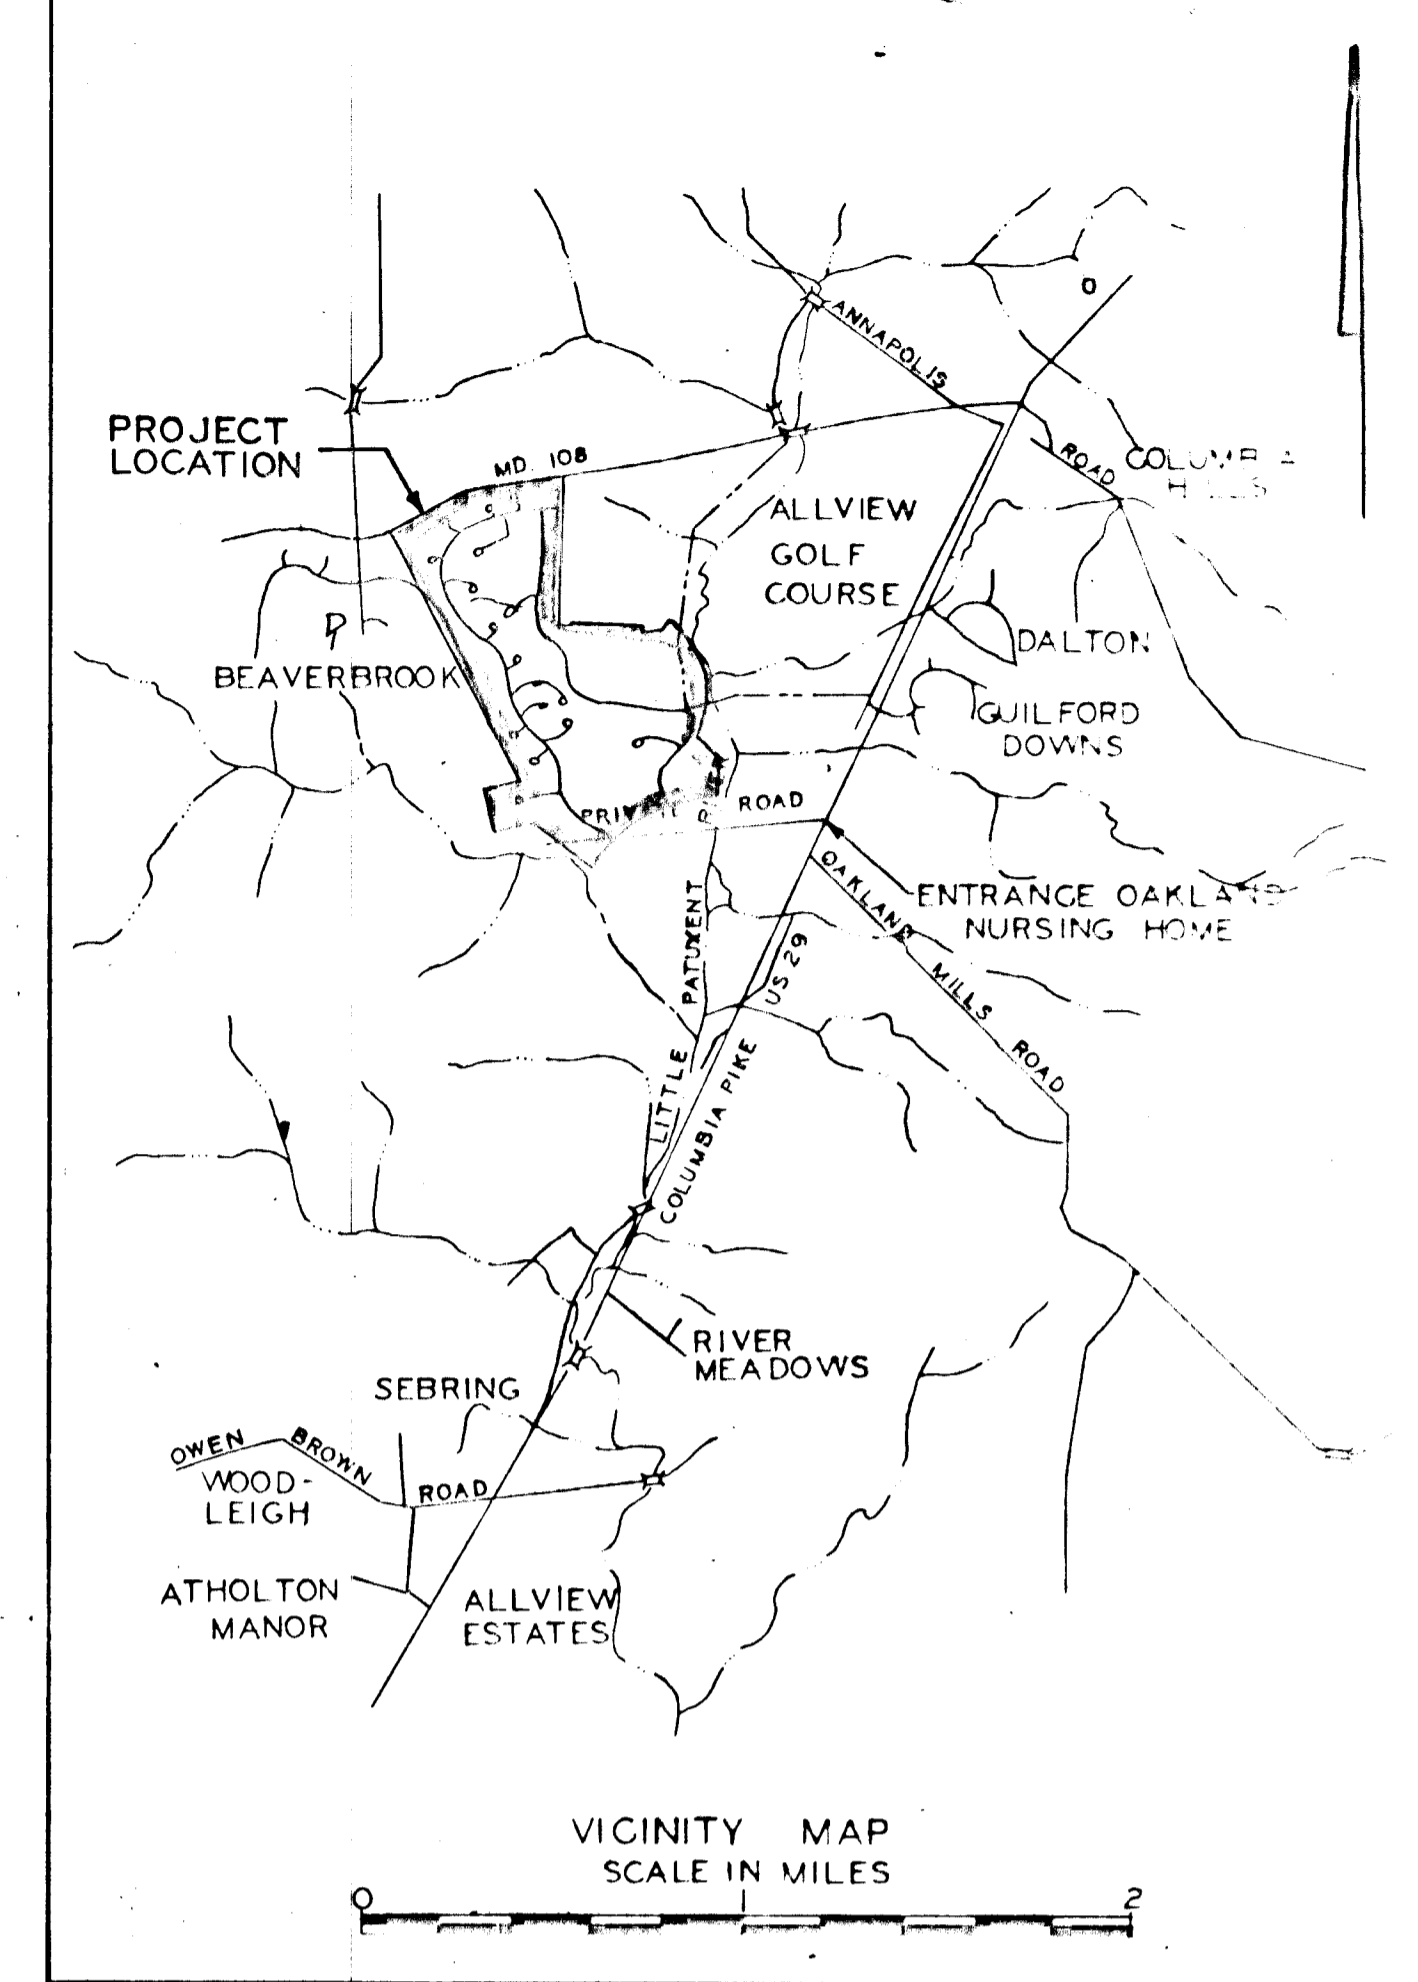 ANNAPOLIS
ROAD
PROJECT
LOCATION
MD. 108
ALLVIEW
GOLF
COURSE
DALTON
BEAVERBROOK
GUILFORD
DOWNS
ROAD
ENTRANCE OAKLAND
NURSING HOME
OAKLAND
MILLS
ROAD
LITTLE
PATUXENT
US 29
COLUMBIA PIKE
RIVER
MEADOWS
SEBRING
OWEN
BROWN
ROAD
WOOD-
LEIGH
ATHOLTON
MANOR
ALLVIEW
ESTATES
VICINITY MAP
SCALE IN MILES
0 1 2